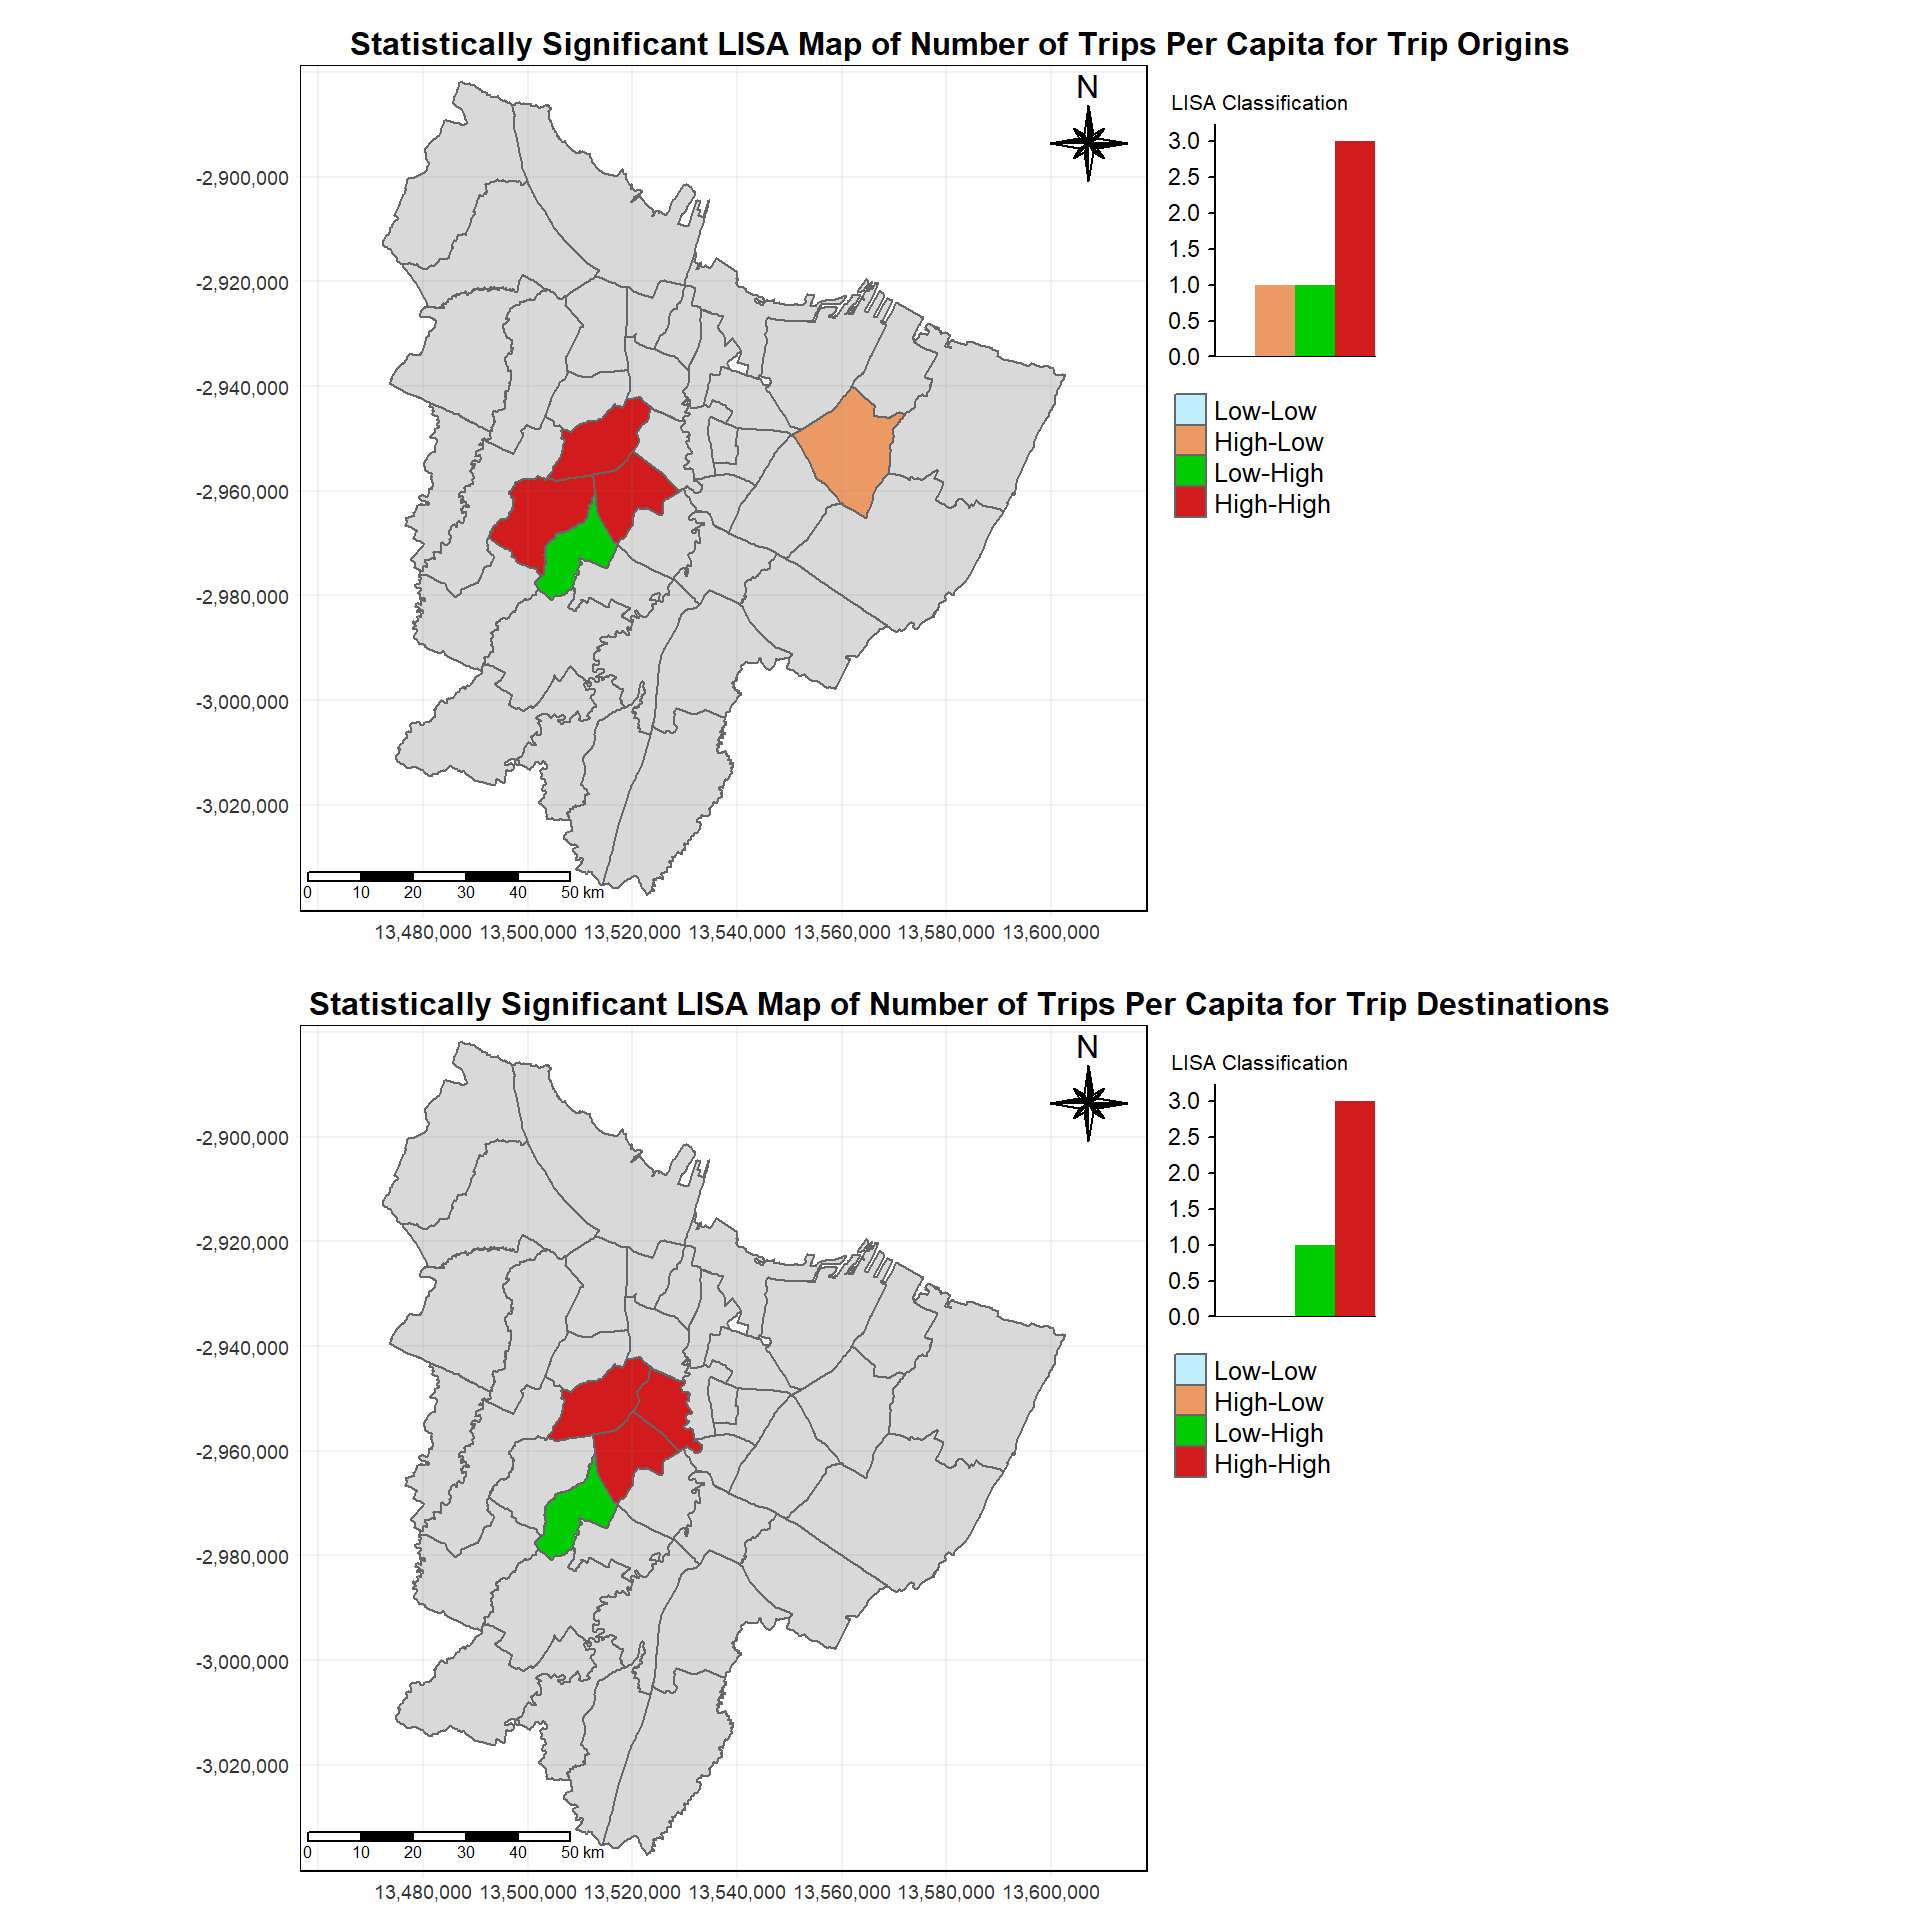 Statistically Significant LISA Map of Number of Trips Per Capita for Trip Origins
N
LISA Classification
3.0
2.5
2.0
1.5
1.0
0.5
0.0
Low-Low
High-Low
Low-High
High-High
-2,900,000
-2,920,000
-2,940,000
-2,960,000
-2,980,000
-3,000,000
-3,020,000
0 10 20 30 40 50 km
13,480,000 13,500,000 13,520,000 13,540,000 13,560,000 13,580,000 13,600,000
Statistically Significant LISA Map of Number of Trips Per Capita for Trip Destinations
N
LISA Classification
3.0
2.5
2.0
1.5
1.0
0.5
0.0
Low-Low
High-Low
Low-High
High-High
-2,900,000
-2,920,000
-2,940,000
-2,960,000
-2,980,000
-3,000,000
-3,020,000
0 10 20 30 40 50 km
13,480,000 13,500,000 13,520,000 13,540,000 13,560,000 13,580,000 13,600,000